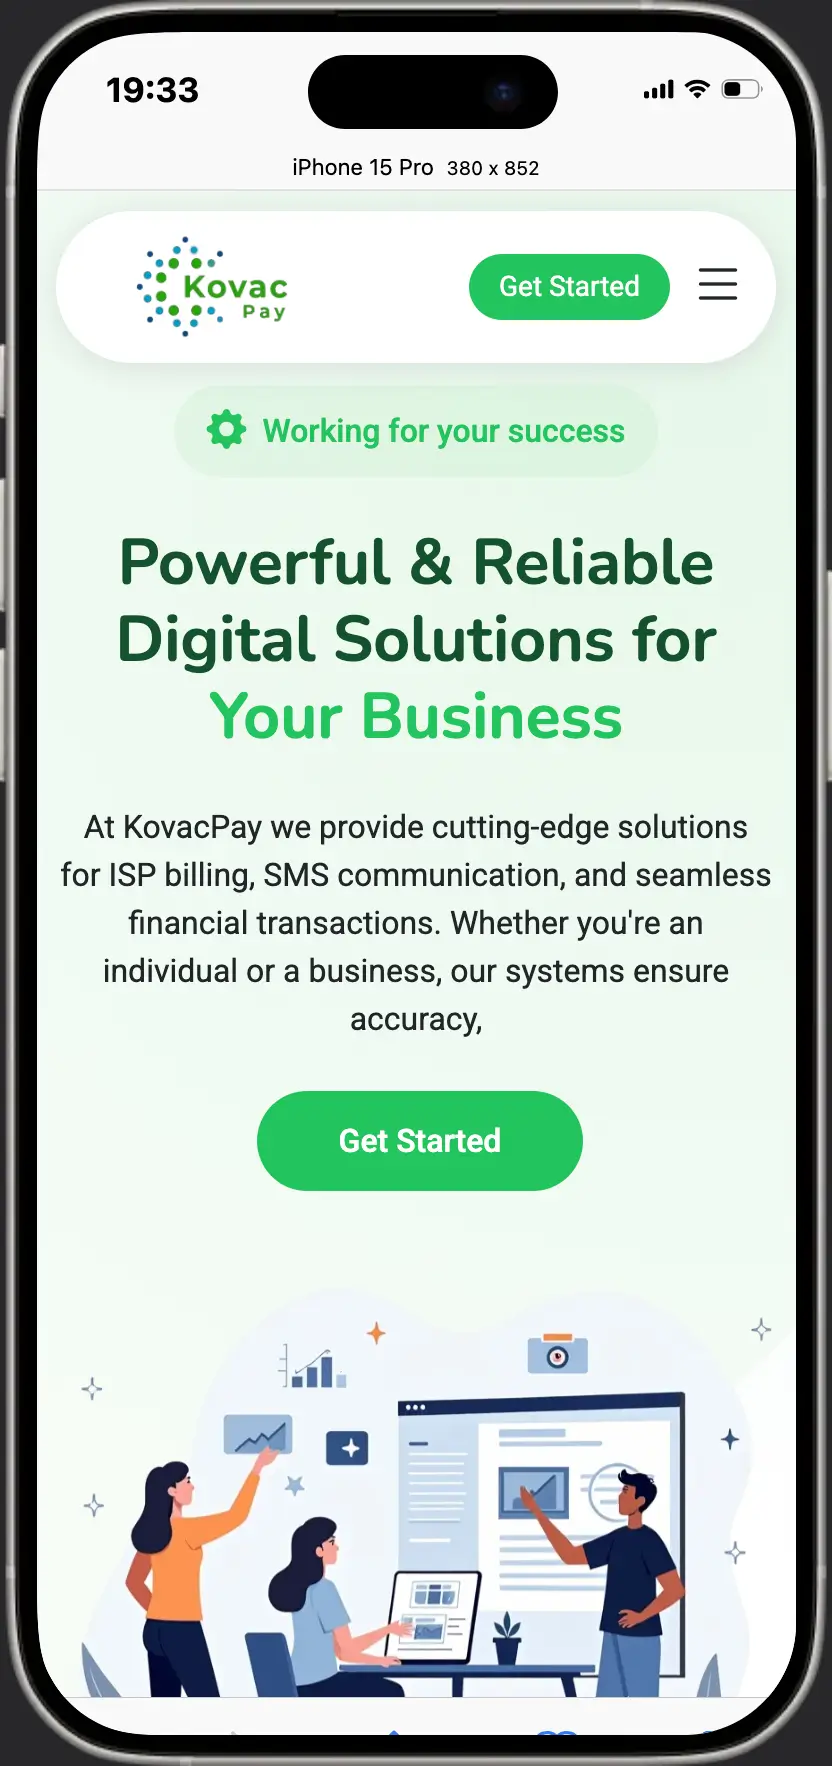 19:33
iPhone 15 Pro 380 x 852
Kovac
Pay
Get Started
Working for your success
Powerful & Reliable
Digital Solutions for
Your Business
At KovacPay we provide cutting-edge solutions
for ISP billing, SMS communication, and seamless
financial transactions. Whether you're an
individual or a business, our systems ensure
accuracy,
Get Started